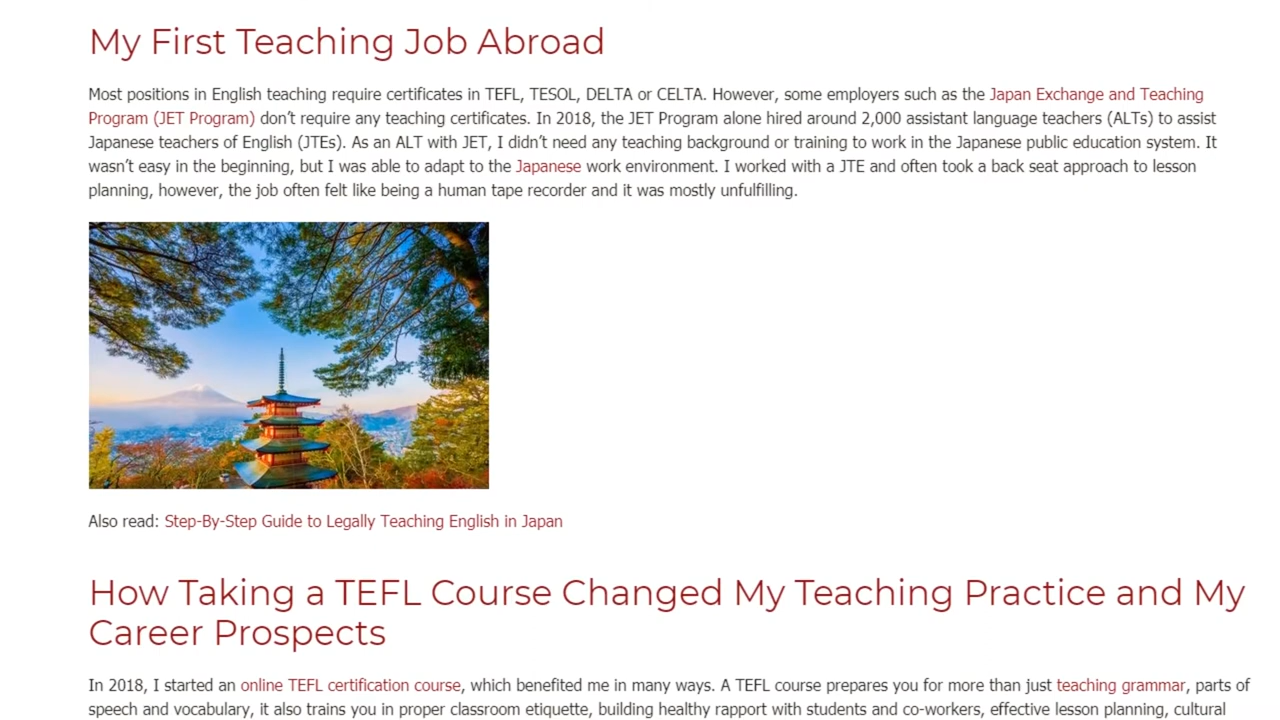 My First Teaching Job Abroad
Most positions in English teaching require certificates in TEFL, TESOL, DELTA or CELTA. However, some employers such as the Japan Exchange and Teaching
Program (JET Program) don’t require any teaching certificates. In 2018, the JET Program alone hired around 2,000 assistant language teachers (ALTs) to assist
Japanese teachers of English (JTEs). As an ALT with JET, I didn’t need any teaching background or training to work in the Japanese public education system. It
wasn’t easy in the beginning, but I was able to adapt to the Japanese work environment. I worked with a JTE and often took a back seat approach to lesson
planning, however, the job often felt like being a human tape recorder and it was mostly unfulfilling.
Also read: Step-By-Step Guide to Legally Teaching English in Japan
How Taking a TEFL Course Changed My Teaching Practice and My
Career Prospects
In 2018, I started an online TEFL certification course, which benefited me in many ways. A TEFL course prepares you for more than just teaching grammar, parts of
speech and vocabulary, it also trains you in proper classroom etiquette, building healthy rapport with students and co-workers, effective lesson planning, cultural